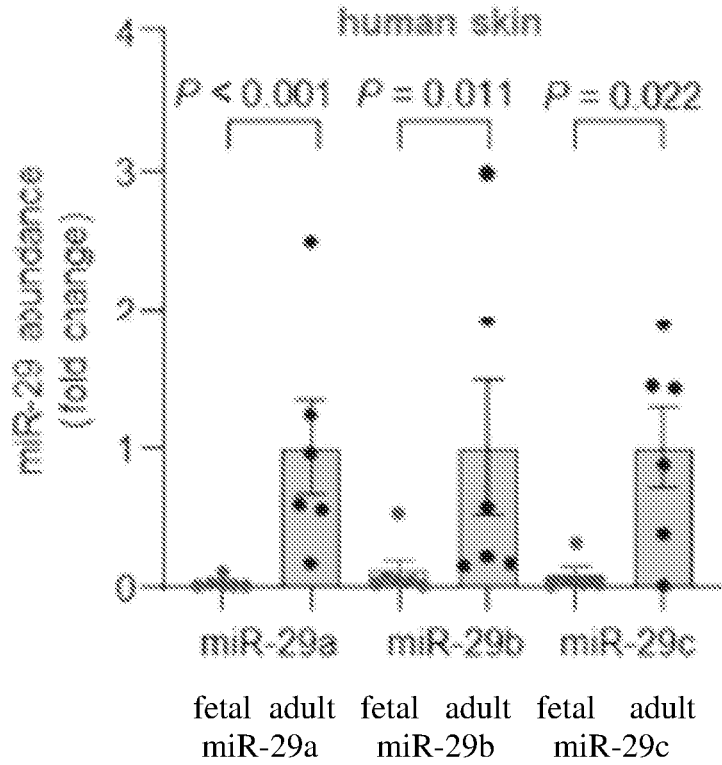 human skin
P < 0.001 P = 0.011 P = 0.022
miR-29 abundance
(fold change)
4
3
2
1
0
miR-29a miR-29b miR-29c
fetal adult fetal adult fetal adult
miR-29a miR-29b miR-29c